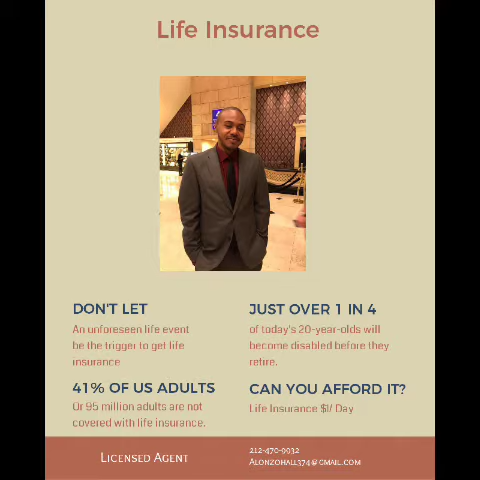 Life Insurance
DON'T LET
An unforeseen life event
be the trigger to get life
insurance
JUST OVER 1 IN 4
of today's 20-year-olds will
become disabled before they
retire.
41% OF US ADULTS
Or 95 million adults are not
covered with life insurance.
CAN YOU AFFORD IT?
Life Insurance $1/ Day
LICENSED AGENT
212-470-9932
ALONZOHALL374@GMAIL.COM